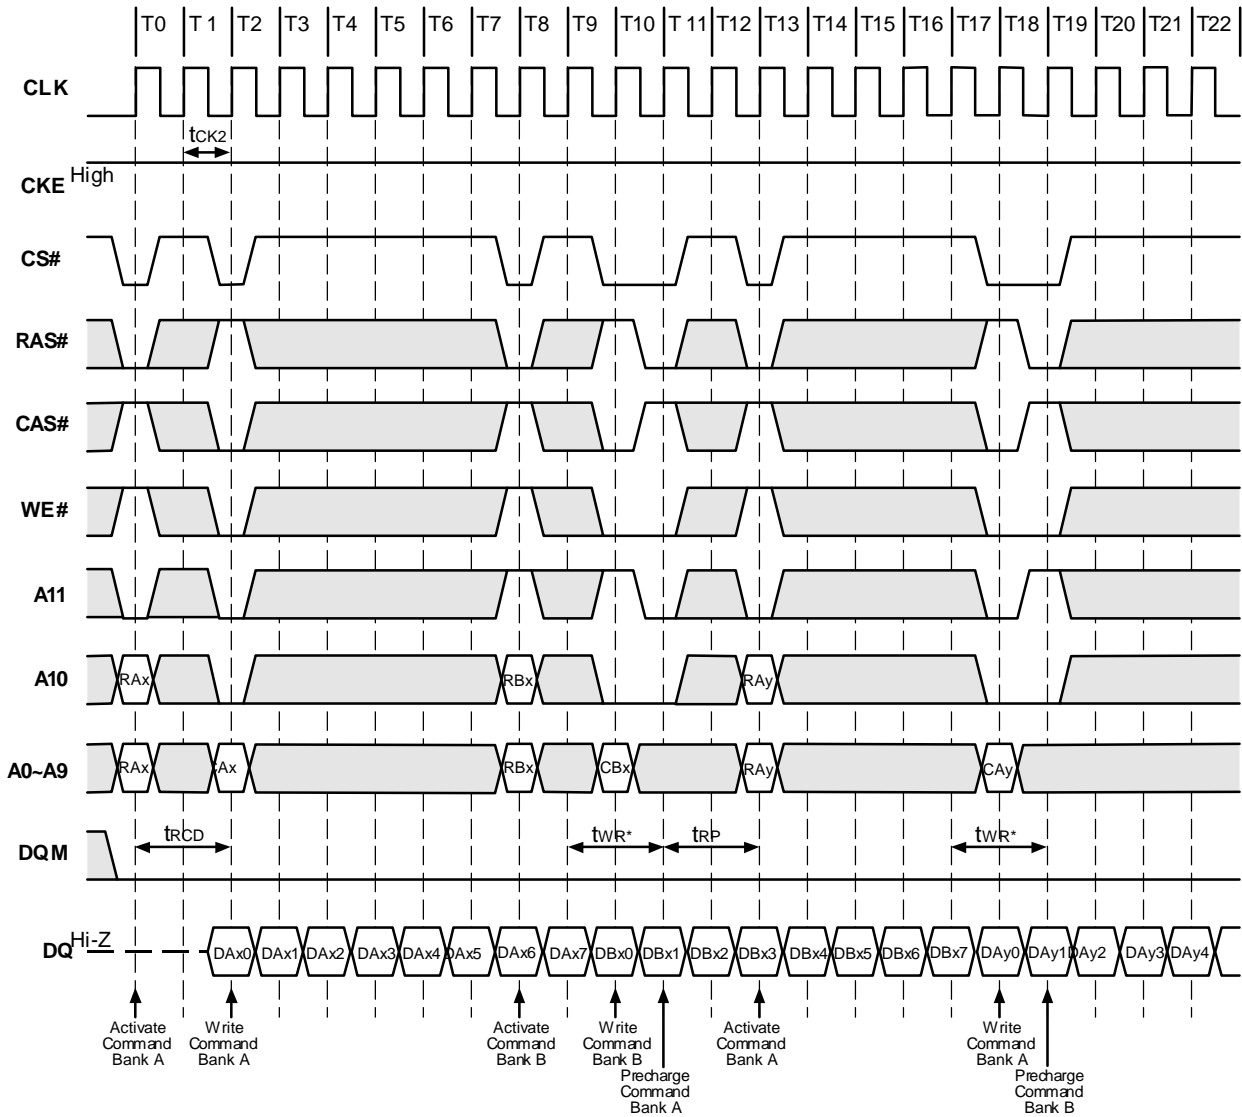 T0 T1 T2 T3 T4 T5 T6 T7 T8 T9 T10 T11 T12 T13 T14 T15 T16 T17 T18 T19 T20 T21 T22
CLK
tCK2
CKE High
CS#
RAS#
CAS#
WE#
A11
A10 RAx RBx RAy
A0~A9 RAx CAx RBx CBx RAy CAy
DQM tRCD tWR* tRP tWR*
DQ Hi-Z DAx0 DAx1 DAx2 DAx3 DAx4 DAx5 DAx6 DAx7 DBx0 DBx1 DBx2 DBx3 DBx4 DBx5 DBx6 DBx7 DAy0 DAy1 DAy2 DAy3 DAy4
Activate
Command
Bank A
Write
Command
Bank A
Activate
Command
Bank B
Write
Command
Bank B
Precharge
Command
Bank A
Activate
Command
Bank A
Write
Command
Bank A
Precharge
Command
Bank B